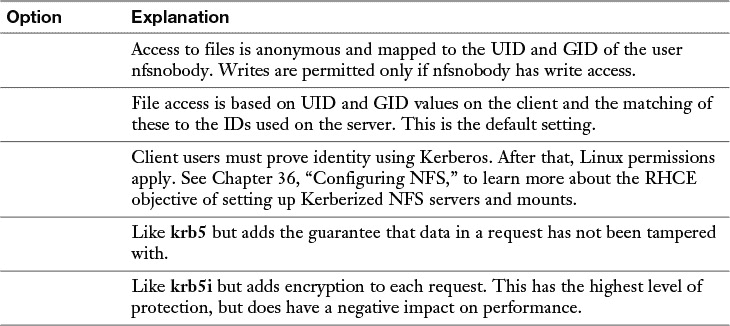 Option Explanation
Access to files is anonymous and mapped to the UID and GID of the user
nfsnobody. Writes are permitted only if nfsnobody has write access.
File access is based on UID and GID values on the client and the matching of
these to the IDs used on the server. This is the default setting.
Client users must prove identity using Kerberos. After that, Linux permissions
apply. See Chapter 36, “Configuring NFS,” to learn more about the RHCE
objective of setting up Kerberized NFS servers and mounts.
Like krb5 but adds the guarantee that data in a request has not been tampered
with.
Like krb5i but adds encryption to each request. This has the highest level of
protection, but does have a negative impact on performance.